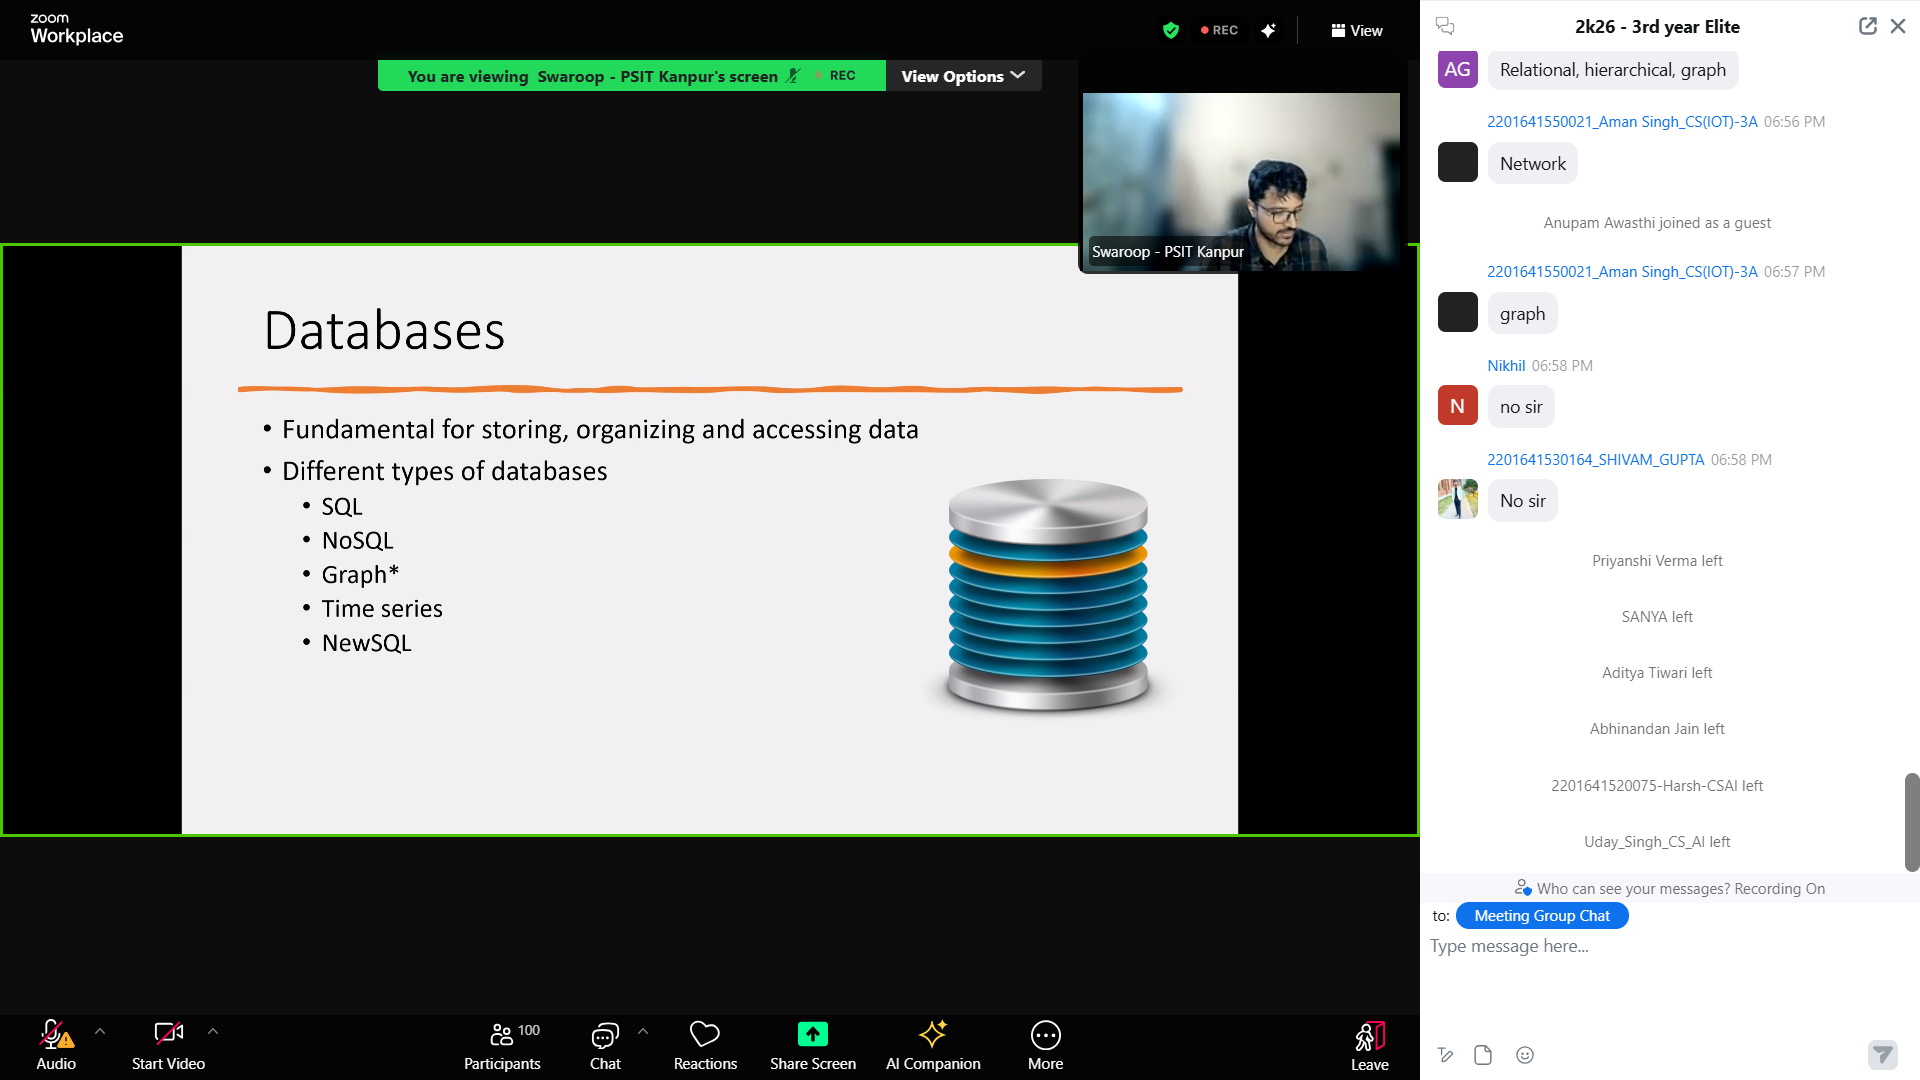 zoom
Workplace
REC
View
You are viewing Swaroop - PSIT Kanpur's screen
REC
View Options
Swaroop - PSIT Kanpur
Databases
• Fundamental for storing, organizing and accessing data
• Different types of databases
• SQL
• NoSQL
• Graph*
• Time series
• NewSQL
Audio
Start Video
100
Participants
Chat
Reactions
Share Screen
AI Companion
More
Leave
2k26 - 3rd year Elite
AG
Relational, hierarchical, graph
2201641550021_Aman Singh_CS(IOT)-3A 06:56 PM
Network
Anupam Awasthi joined as a guest
2201641550021_Aman Singh_CS(IOT)-3A 06:57 PM
graph
Nikhil 06:58 PM
N
no sir
2201641530164_SHIVAM_GUPTA 06:58 PM
No sir
Priyanshi Verma left
SANYA left
Aditya Tiwari left
Abhinandan Jain left
2201641520075-Harsh-CSAI left
Uday_Singh_CS_AI left
Who can see your messages? Recording On
to: Meeting Group Chat
Type message here...